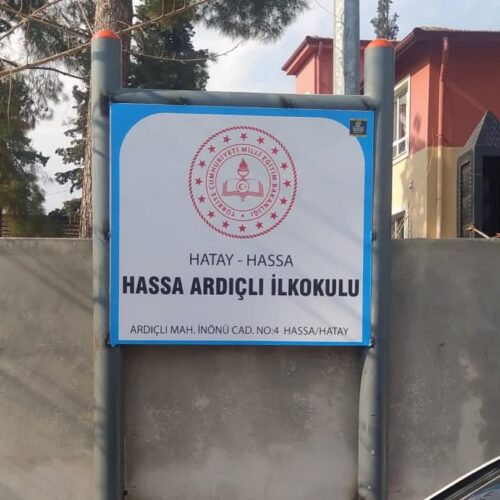 TÜRKİYE CUMHURİYETİ MİLLÎ EĞİTİM BAKANLIĞI
HATAY - HASSA
HASSA ARDIÇLI İLKOKULU
ARDIÇLI MAH. İNÖNÜ CAD. NO:4 HASSA/HATAY